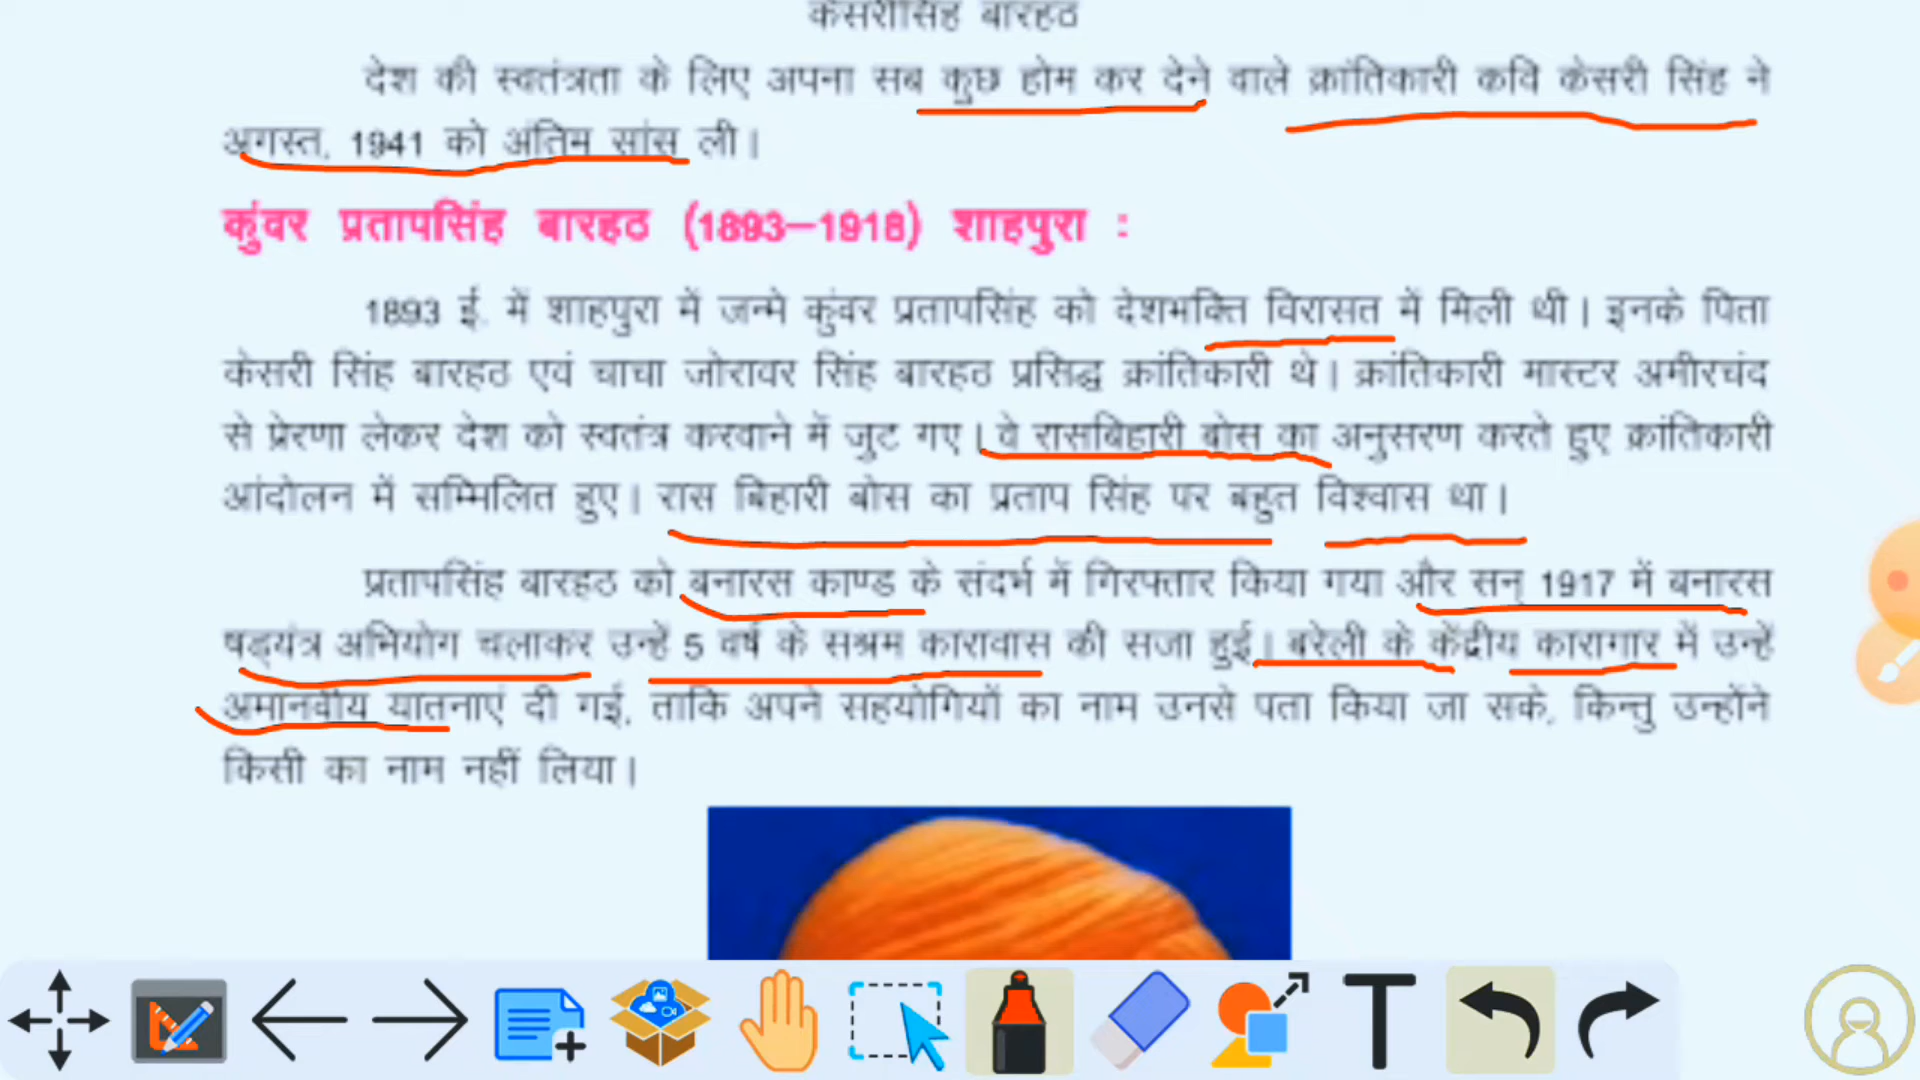 केसरीसिंह बारहठ
देश की स्वतंत्रता के लिए अपना सब कुछ होम कर देने वाले क्रांतिकारी कवि केसरी सिंह ने
अगस्त, 1941 को अंतिम सांस ली।
कुंवर प्रतापसिंह बारहठ (1893–1918) शाहपुरा :
1893 ई. में शाहपुरा में जन्मे कुंवर प्रतापसिंह को देशभक्ति विरासत में मिली थी। इनके पिता
केसरी सिंह बारहठ एवं चाचा जोरावर सिंह बारहठ प्रसिद्ध क्रांतिकारी थे। क्रांतिकारी मास्टर अमीरचंद
से प्रेरणा लेकर देश को स्वतंत्र करवाने में जुट गए। वे रासबिहारी बोस का अनुसरण करते हुए क्रांतिकारी
आंदोलन में सम्मिलित हुए। रास बिहारी बोस का प्रताप सिंह पर बहुत विश्वास था।
प्रतापसिंह बारहठ को बनारस काण्ड के संदर्भ में गिरफ्तार किया गया और सन् 1917 में बनारस
षड्यंत्र अभियोग चलाकर उन्हें 5 वर्ष के सश्रम कारावास की सजा हुई। बरेली के केंद्रीय कारागार में उन्हें
अमानवीय यातनाएं दी गई, ताकि अपने सहयोगियों का नाम उनसे पता किया जा सके, किन्तु उन्होंने
किसी का नाम नहीं लिया।